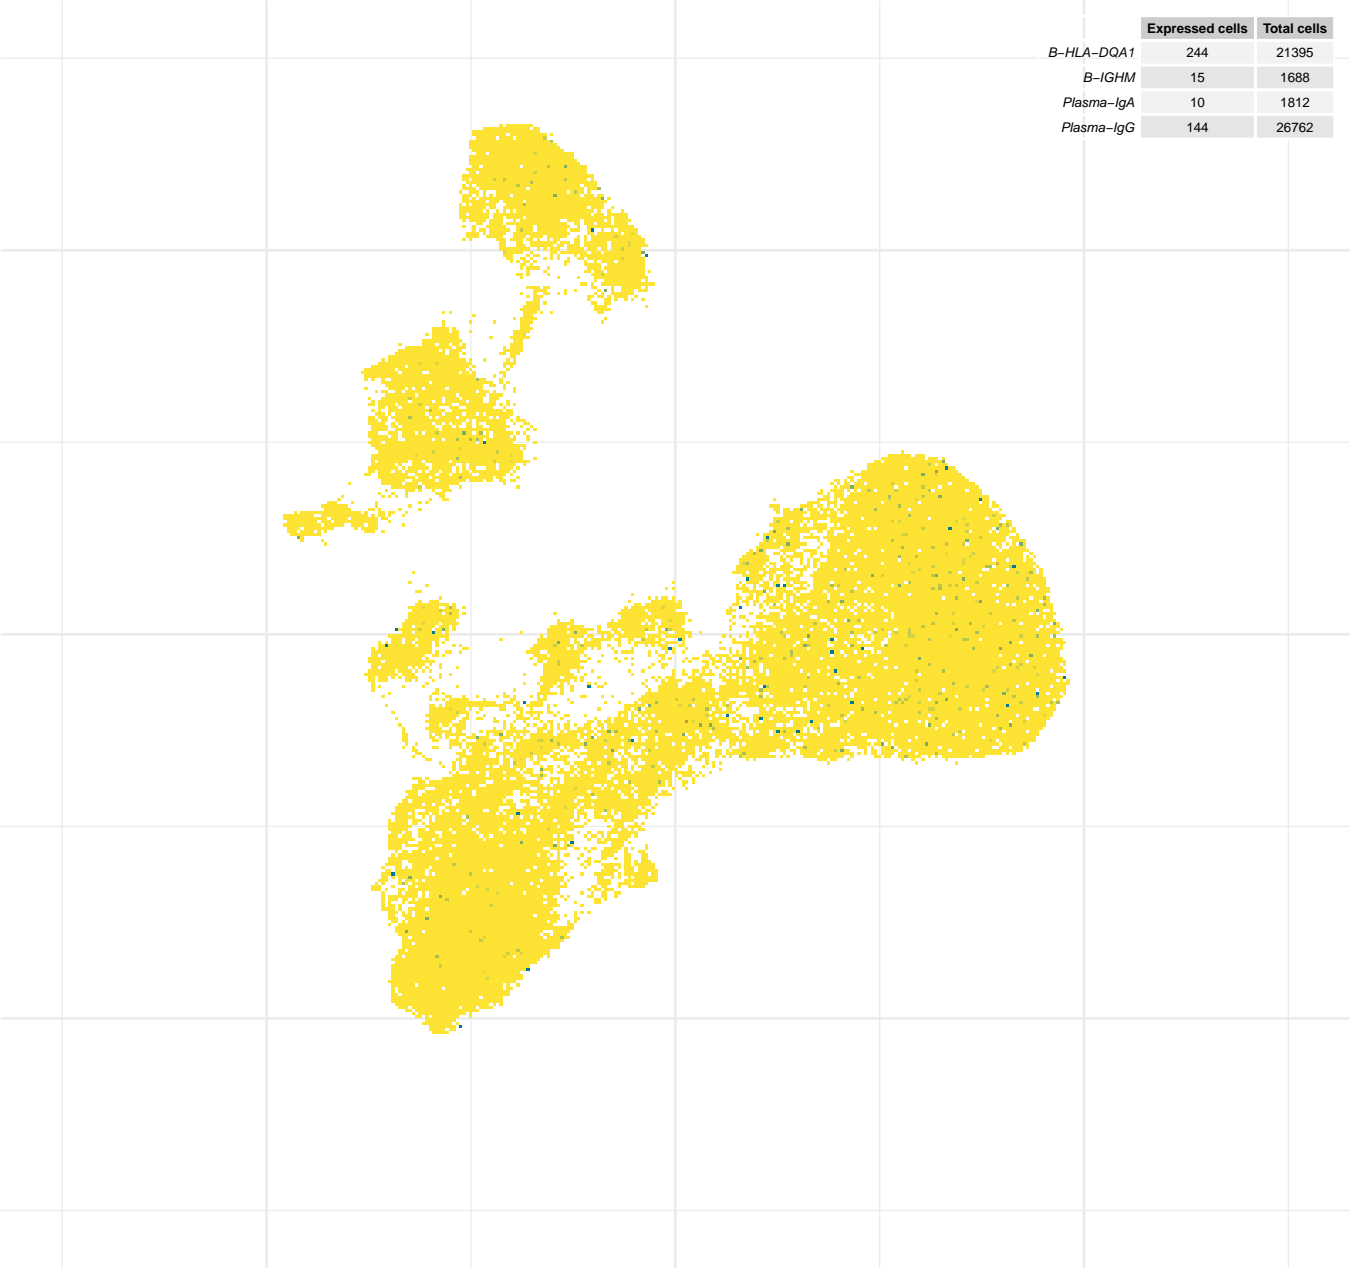 Expressed cells Total cells
B−HLA−DQA1 244 21395
B−IGHM 15 1688
Plasma−IgA 10 1812
Plasma−IgG 144 26762